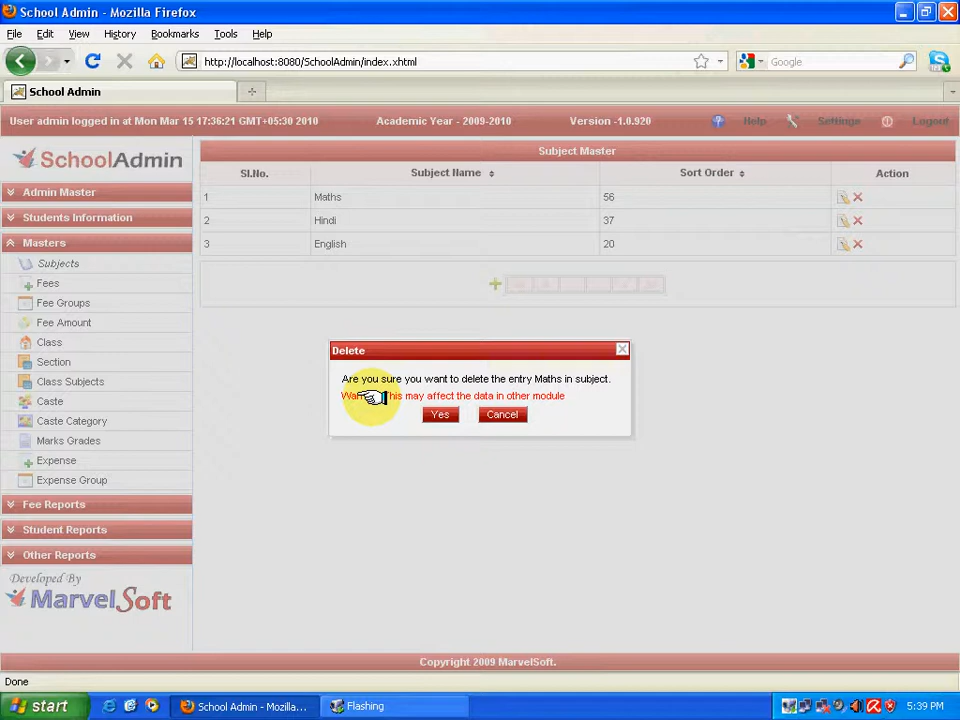 School Admin - Mozilla Firefox
File Edit View History Bookmarks Tools Help
http://localhost:8080/SchoolAdmin/index.xhtml
Google
School Admin
User admin logged in at Mon Mar 15 17:36:21 GMT+05:30 2010 Academic Year - 2009-2010 Version -1.0.920 Help Settings Logout
SchoolAdmin
Admin Master
Students Information
Masters
Subjects
Fees
Fee Groups
Fee Amount
Class
Section
Class Subjects
Caste
Caste Category
Marks Grades
Expense
Expense Group
Fee Reports
Student Reports
Other Reports
Developed By
MarvelSoft
Subject Master
Sl.No. Subject Name Sort Order Action
1 Maths 56
2 Hindi 37
3 English 20
Delete
Are you sure you want to delete the entry Maths in subject.
may affect the data in other module
Yes Cancel
Copyright 2009 MarvelSoft.
Done
start School Admin - Mozilla... Flashing 5:39 PM